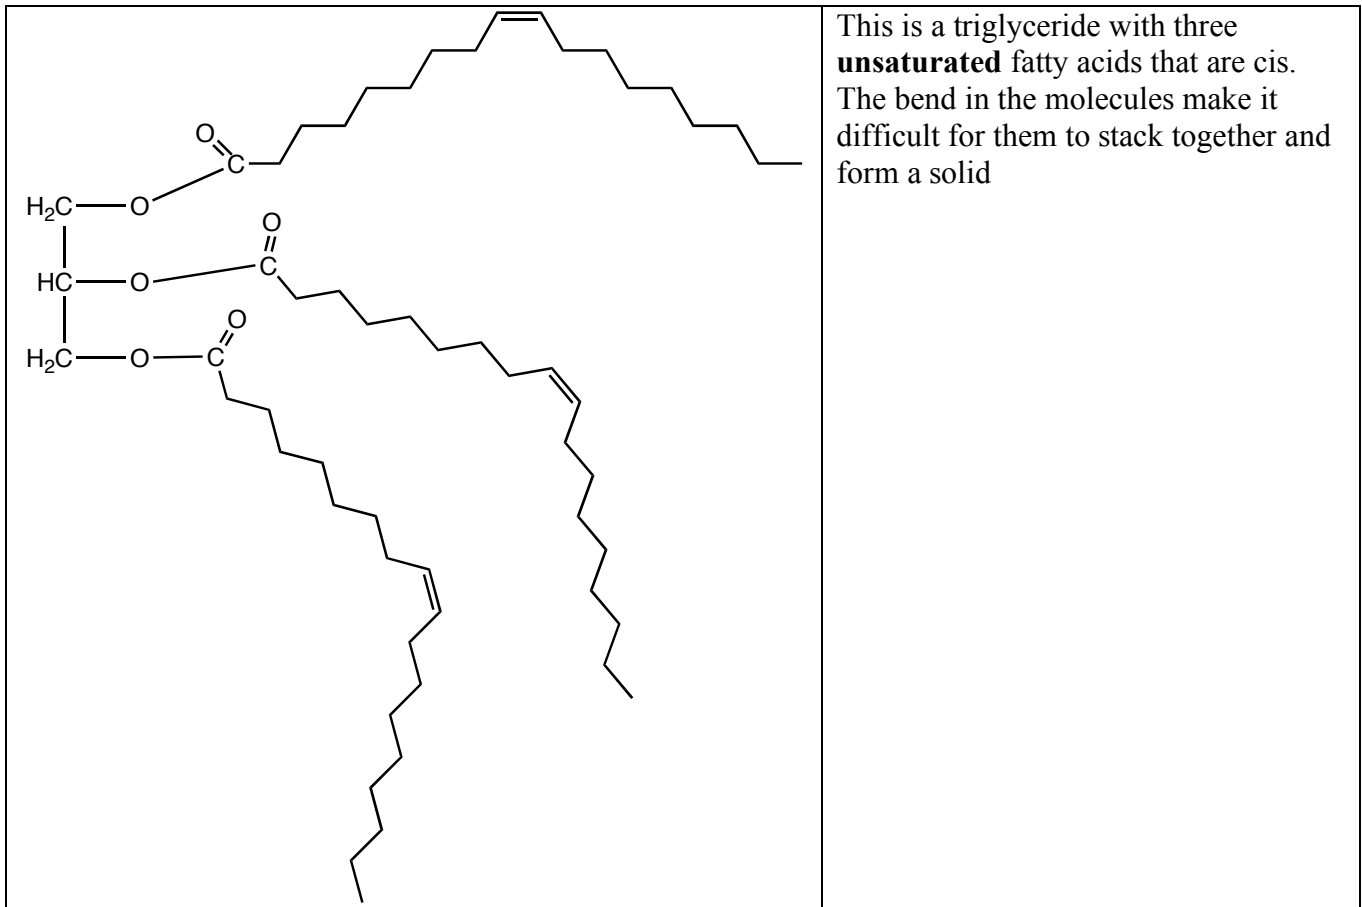 This is a triglyceride with three
unsaturated fatty acids that are cis.
The bend in the molecules make it
difficult for them to stack together and
form a solid
O
C
H2C O
O
HC O C
O
H2C O C